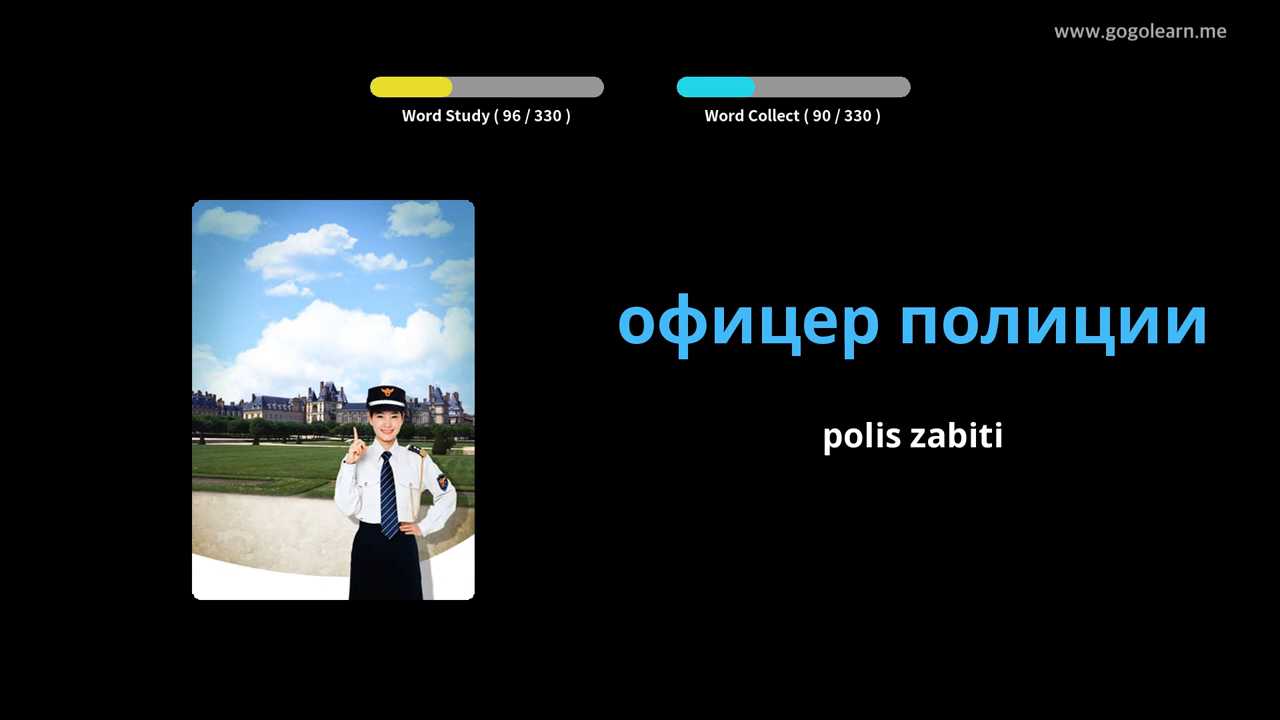 www.gogolearn.me
Word Study ( 96 / 330 )
Word Collect ( 90 / 330 )
офицер полиции
polis zabiti